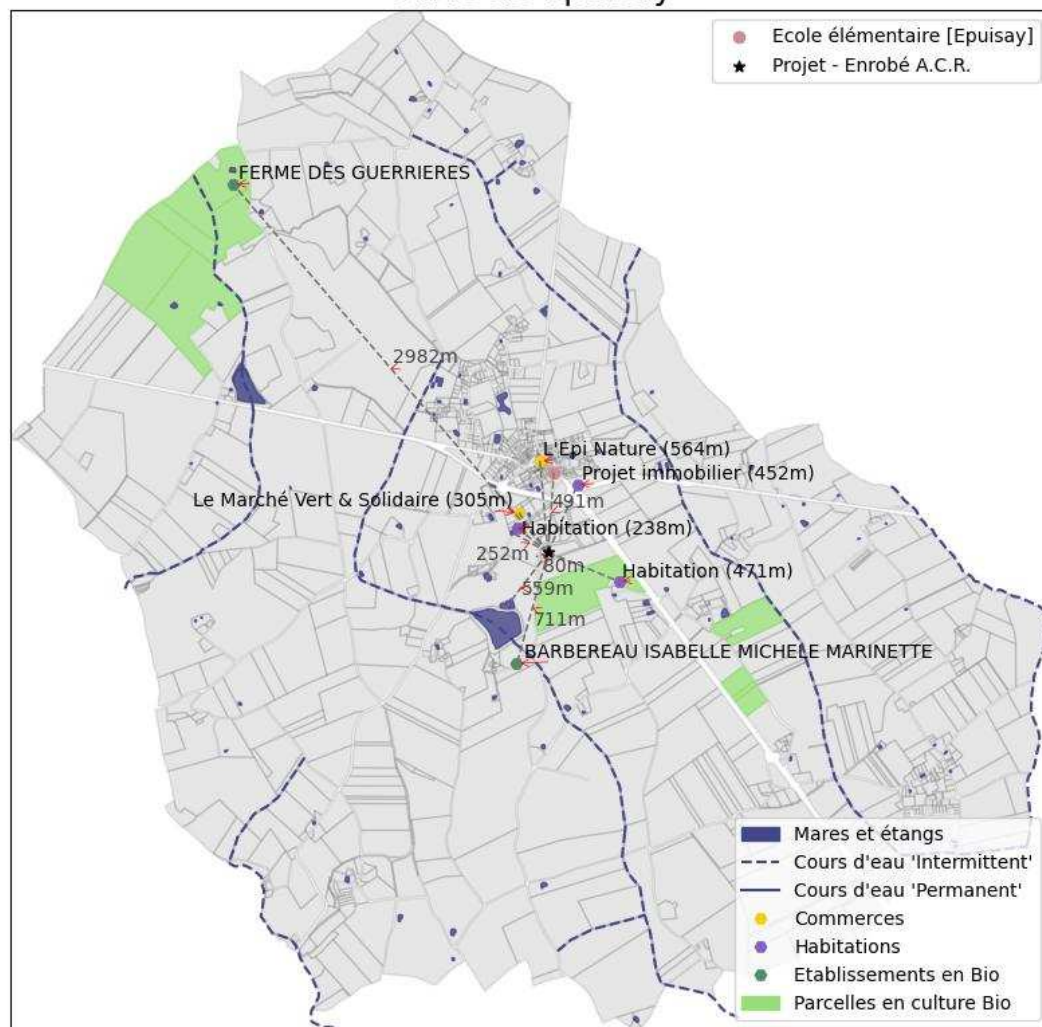 Ecole élémentaire [Epuisay]
Projet - Enrobé A.C.R.
FERME DES GUERRIERES
2982m
L'Epi Nature (564m)
Projet immobilier (452m)
Le Marché Vert & Solidaire (305m)
491m
Habitation (238m)
252m
80m
Habitation (471m)
559m
711m
BARBEREAU ISABELLE MICHELE MARINETTE
Mares et étangs
Cours d'eau 'Intermittent'
Cours d'eau 'Permanent'
Commerces
Habitations
Etablissements en Bio
Parcelles en culture Bio